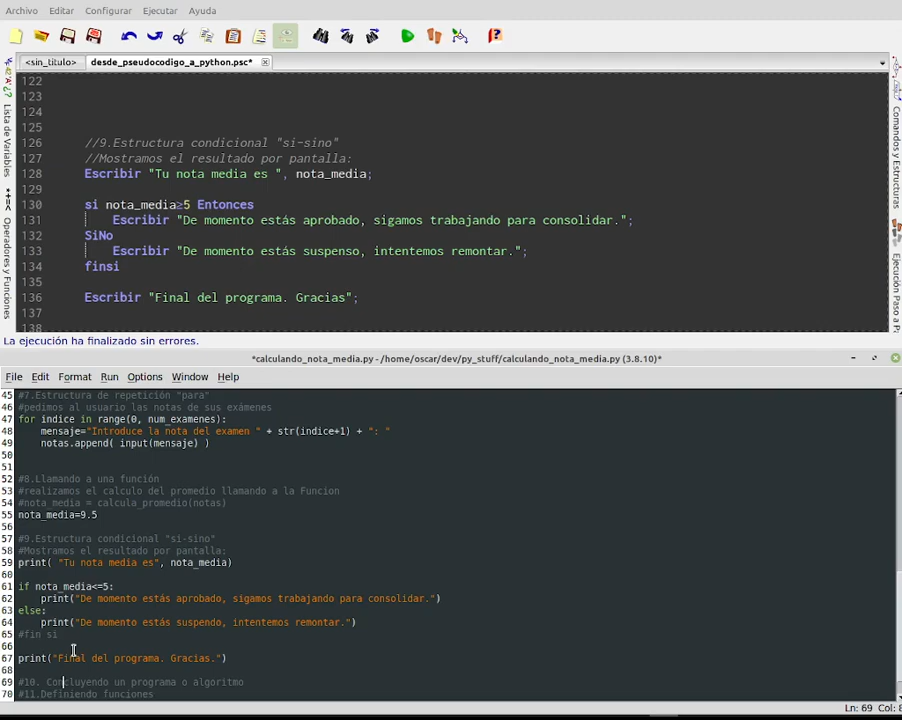 Archivo Editar Configurar Ejecutar Ayuda
<sin_titulo> desde_pseudocodigo_a_python.psc*
Lista de Variables
Operadores y Funciones
Comandos y Estructuras
Ejecución Paso a P
122
123
124
125
126 //9.Estructura condicional "si-sino"
127 //Mostramos el resultado por pantalla:
128 Escribir "Tu nota media es ", nota_media;
129
130 si nota_media≥5 Entonces
131 Escribir "De momento estás aprobado, sigamos trabajando para consolidar.";
132 SiNo
133 Escribir "De momento estás suspenso, intentemos remontar.";
134 finsi
135
136 Escribir "Final del programa. Gracias";
137
138
La ejecución ha finalizado sin errores.
*calculando_nota_media.py - /home/oscar/dev/py_stuff/calculando_nota_media.py (3.8.10)*
File Edit Format Run Options Window Help
45 #7.Estructura de repetición "para"
46 #pedimos al usuario las notas de sus exámenes
47 for indice in range(0, num_examenes):
48 mensaje="Introduce la nota del examen " + str(indice+1) + ": "
49 notas.append( input(mensaje) )
50
51
52 #8.Llamando a una función
53 #realizamos el calculo del promedio llamando a la Funcion
54 #nota_media = calcula_promedio(notas)
55 nota_media=9.5
56
57 #9.Estructura condicional "si-sino"
58 #Mostramos el resultado por pantalla:
59 print( "Tu nota media es", nota_media)
60
61 if nota_media<=5:
62 print("De momento estás aprobado, sigamos trabajando para consolidar.")
63 else:
64 print("De momento estás suspendo, intentemos remontar.")
65 #fin si
66
67 print("Final del programa. Gracias.")
68
69 #10. Concluyendo un programa o algoritmo
70 #11.Definiendo funciones
Ln: 69 Col: 8